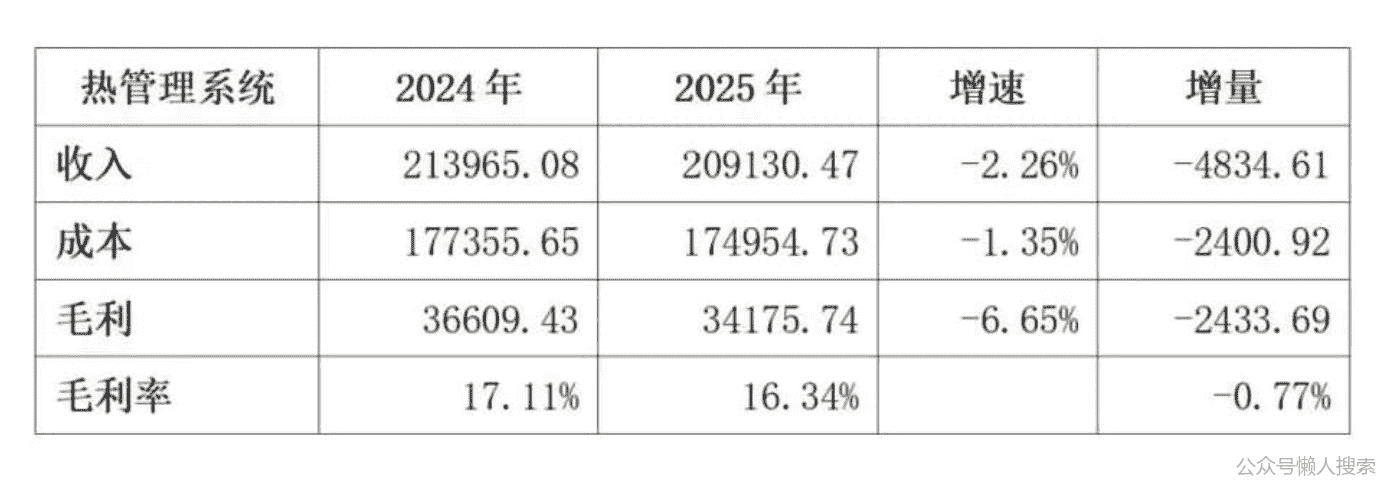 热管理系统 2024年 2025年 增速 增量
收入 213965.08 209130.47 -2.26% -4834.61
成本 177355.65 174954.73 -1.35% -2400.92
毛利 36609.43 34175.74 -6.65% -2433.69
毛利率 17.11% 16.34% -0.77%
公众号懒人搜索